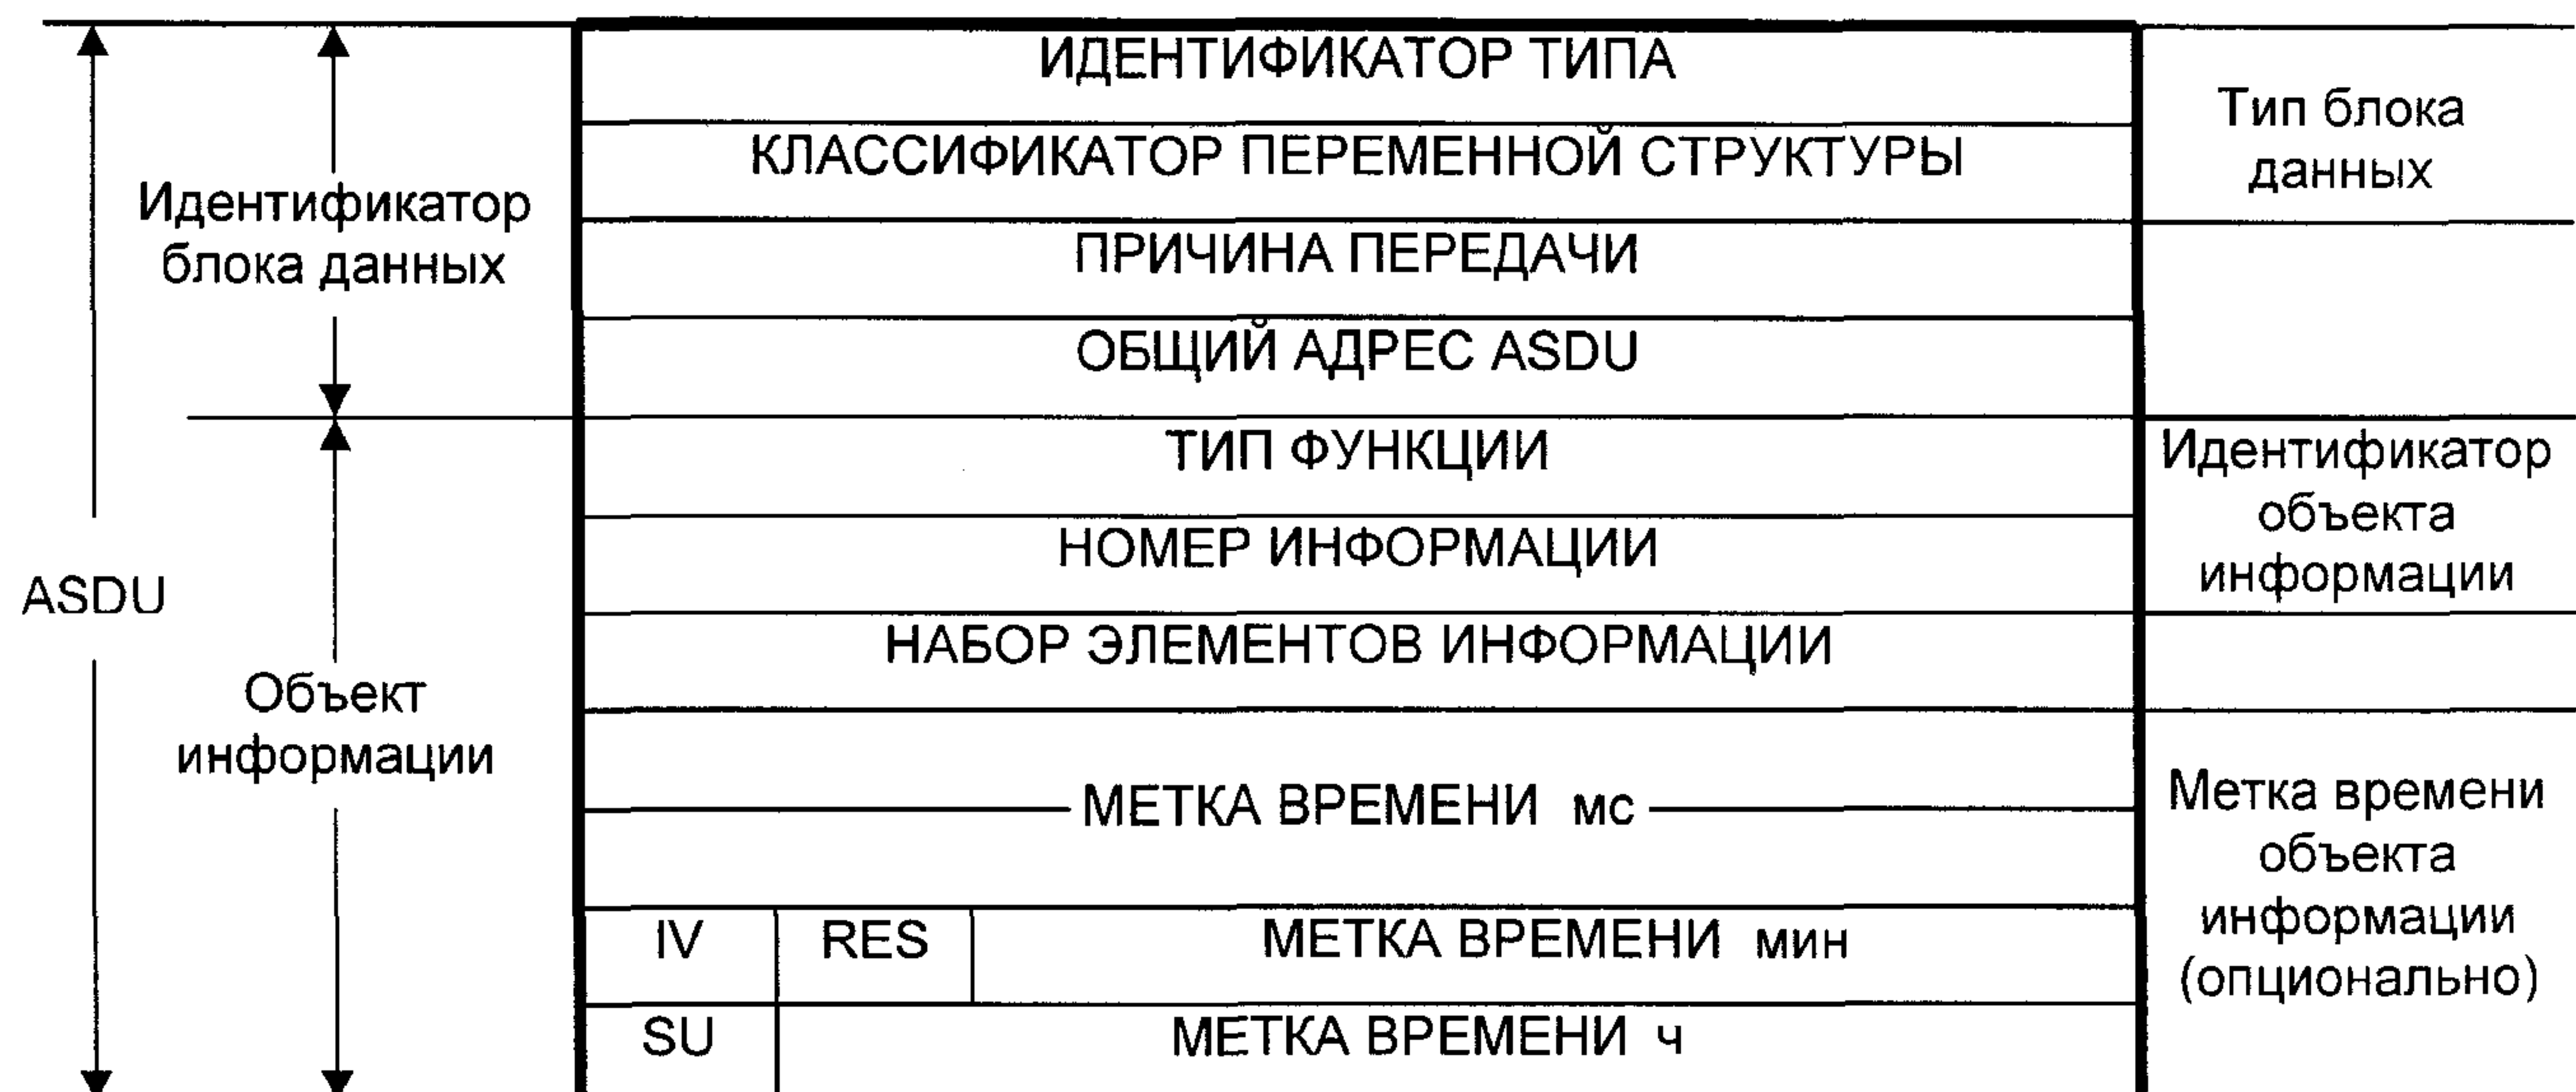 ИДЕНТИФИКАТОР ТИПА
КЛАССИФИКАТОР ПЕРЕМЕННОЙ СТРУКТУРЫ
Тип блока
данных
Идентификатор
блока данных
ПРИЧИНА ПЕРЕДАЧИ
ОБЩИЙ АДРЕС ASDU
ТИП ФУНКЦИИ
НОМЕР ИНФОРМАЦИИ
Идентификатор
объекта
информации
ASDU
НАБОР ЭЛЕМЕНТОВ ИНФОРМАЦИИ
Объект
информации
МЕТКА ВРЕМЕНИ мс
Метка времени
объекта
информации
(опционально)
IV RES МЕТКА ВРЕМЕНИ мин
SU МЕТКА ВРЕМЕНИ ч